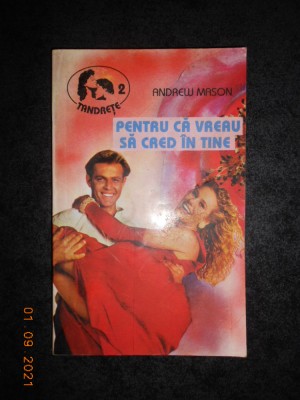 2
TANDREȚE
ANDREW MASON
PENTRU CĂ VREAU
SĂ CRED ÎN TINE
01 09 2021